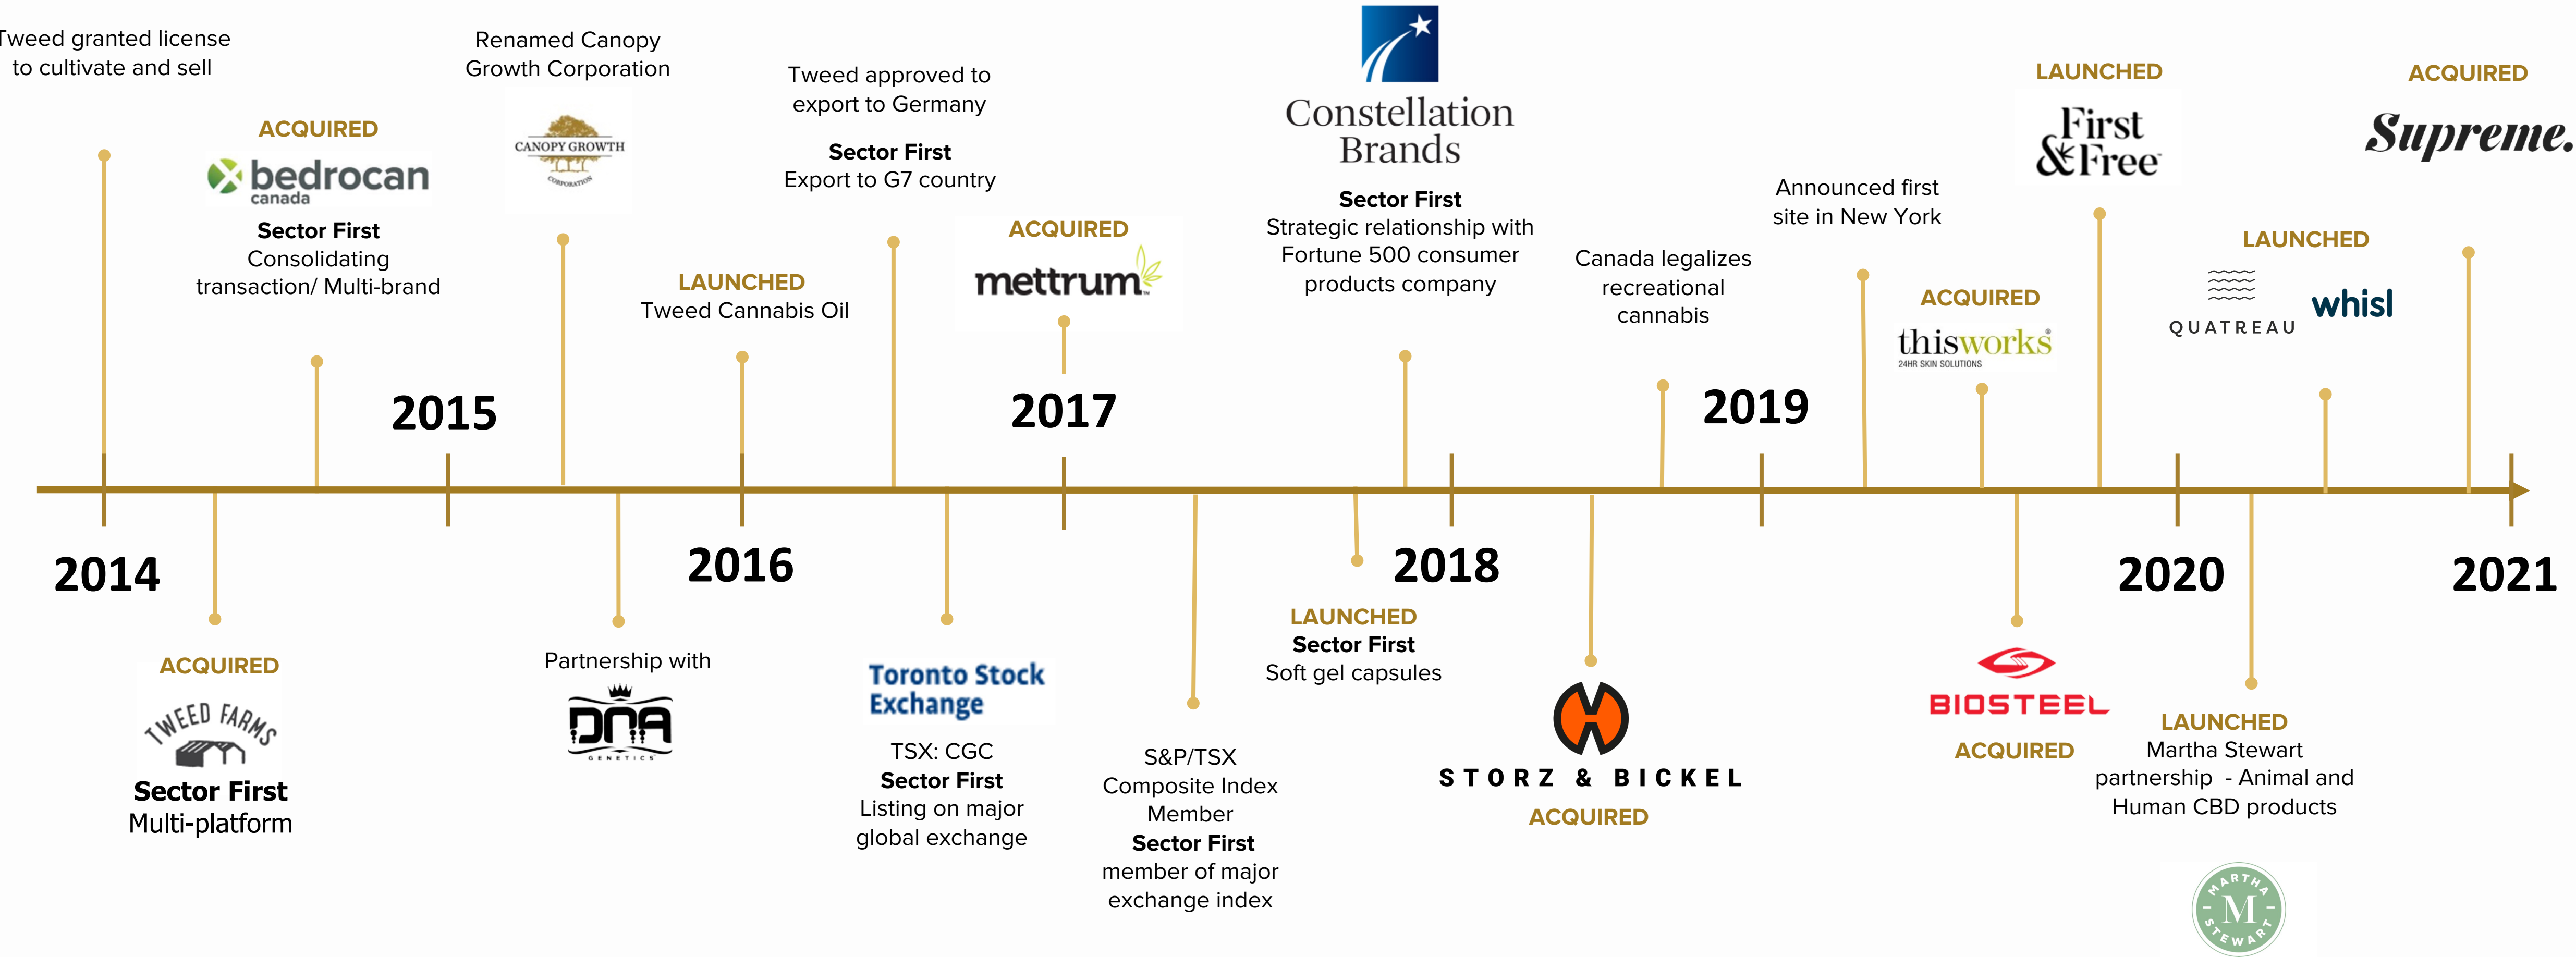 Tweed granted license
to cultivate and sell
ACQUIRED
bedrocan
canada
Sector First
Consolidating
transaction/ Multi-brand
Renamed Canopy
Growth Corporation
CANOPY GROWTH
CORPORATION
LAUNCHED
Tweed Cannabis Oil
Tweed approved to
export to Germany
Sector First
Export to G7 country
ACQUIRED
mettrum™
Constellation
Brands
Sector First
Strategic relationship with
Fortune 500 consumer
products company
Canada legalizes
recreational
cannabis
Announced first
site in New York
ACQUIRED
thisworks®
24HR SKIN SOLUTIONS
LAUNCHED
First
& Free™
LAUNCHED
QUATREAU
whisl
ACQUIRED
Supreme.
2015
2017
2019
2014
2016
2018
2020
2021
ACQUIRED
TWEED FARMS
Sector First
Multi-platform
Partnership with
DNA
GENETICS
Toronto Stock
Exchange
TSX: CGC
Sector First
Listing on major
global exchange
S&P/TSX
Composite Index
Member
Sector First
member of major
exchange index
LAUNCHED
Sector First
Soft gel capsules
STORZ & BICKEL
ACQUIRED
BIOSTEEL
ACQUIRED
LAUNCHED
Martha Stewart
partnership - Animal and
Human CBD products
MARTHA
M
STEWART